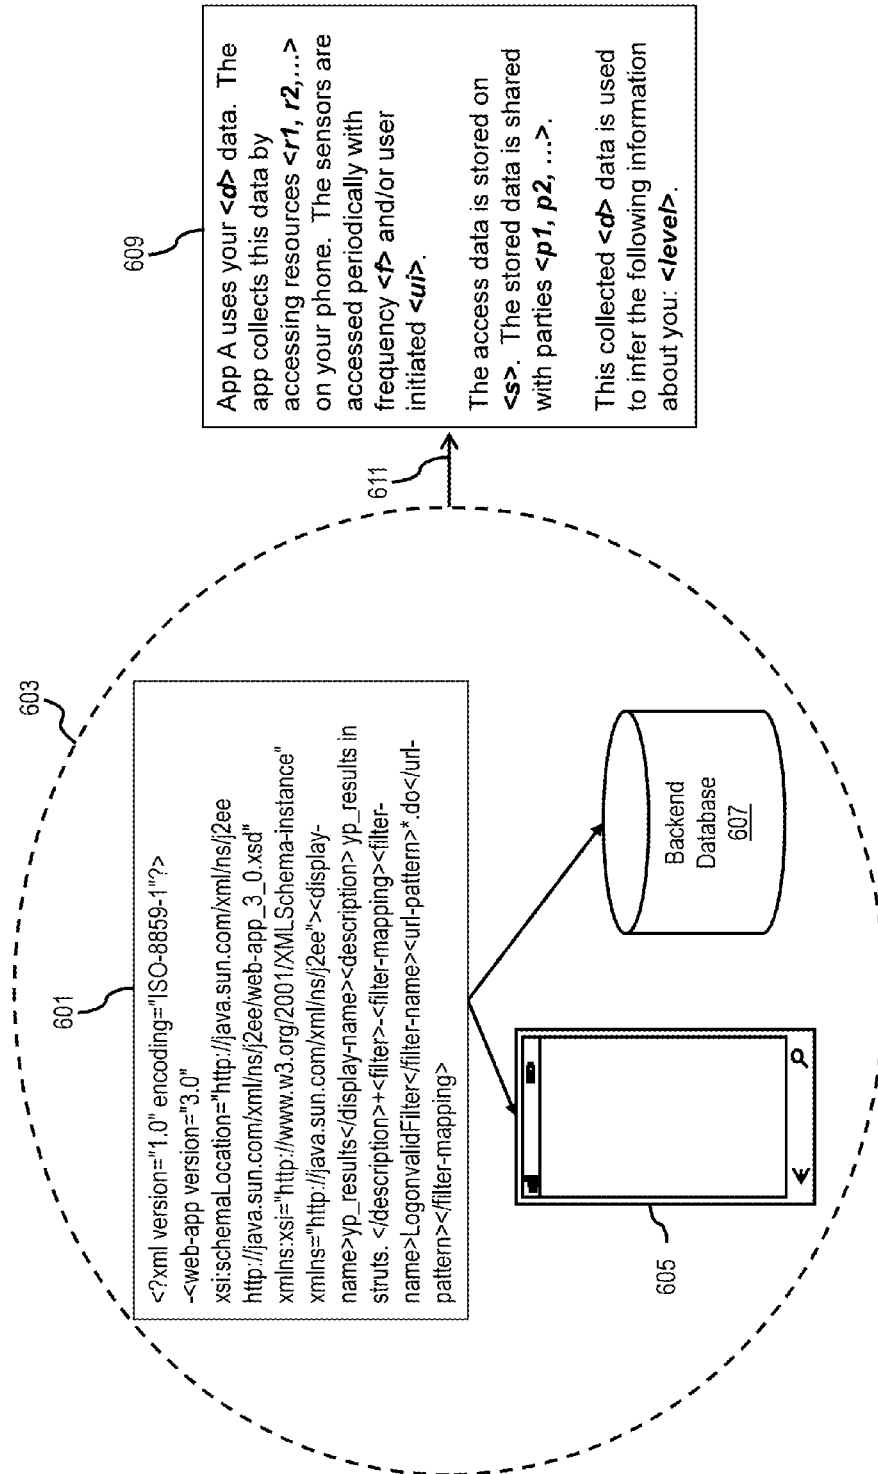 603
601
<?xml version="1.0" encoding="ISO-8859-1"?>
-<web-app version="3.0"
xsi:schemaLocation="http://java.sun.com/xml/ns/j2ee
http://java.sun.com/xml/ns/j2ee/web-app_3_0.xsd"
xmlns:xsi="http://www.w3.org/2001/XMLSchema-instance"
xmlns="http://java.sun.com/xml/ns/j2ee"><display-
name>yp_results</display-name><description> yp_results in
struts. </description>+<filter>-<filter-mapping><filter-
name>LogonvalidFilter</filter-name><url-pattern>*.do</url-
pattern></filter-mapping>
605
Backend
Database
607
611
609
App A uses your <d> data. The
app collects this data by
accessing resources <r1, r2,...>
on your phone. The sensors are
accessed periodically with
frequency <f> and/or user
initiated <ui>.
The access data is stored on
<s>. The stored data is shared
with parties <p1, p2, ...>.
This collected <d> data is used
to infer the following information
about you: <level>.